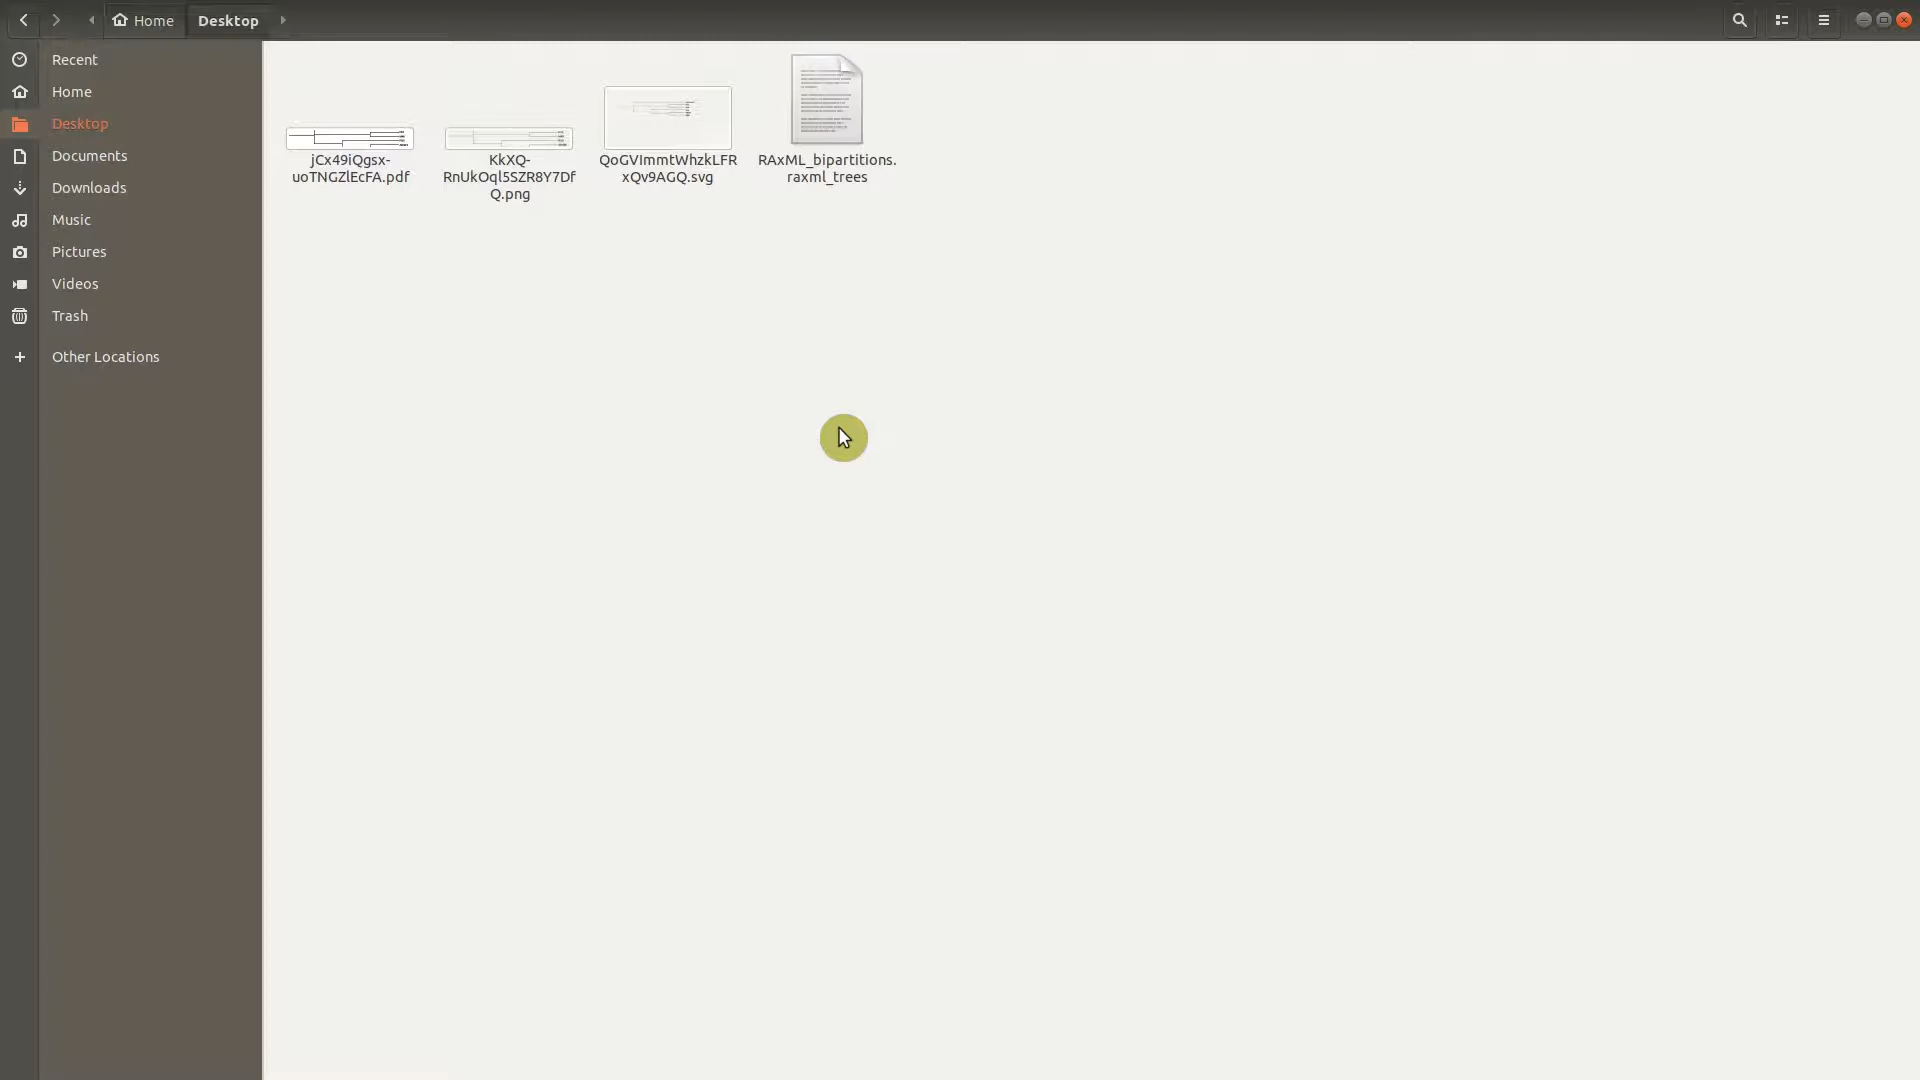 Home
Desktop
Recent
Home
Desktop
Documents
Downloads
Music
Pictures
Videos
Trash
Other Locations
jCx49iQgsx-
uoTNGZlEcFA.pdf
KkXQ-
RnUkOql5SZR8Y7Df
Q.png
QoGVImmtWhzkLFR
xQv9AGQ.svg
RAxML_bipartitions.
raxml_trees